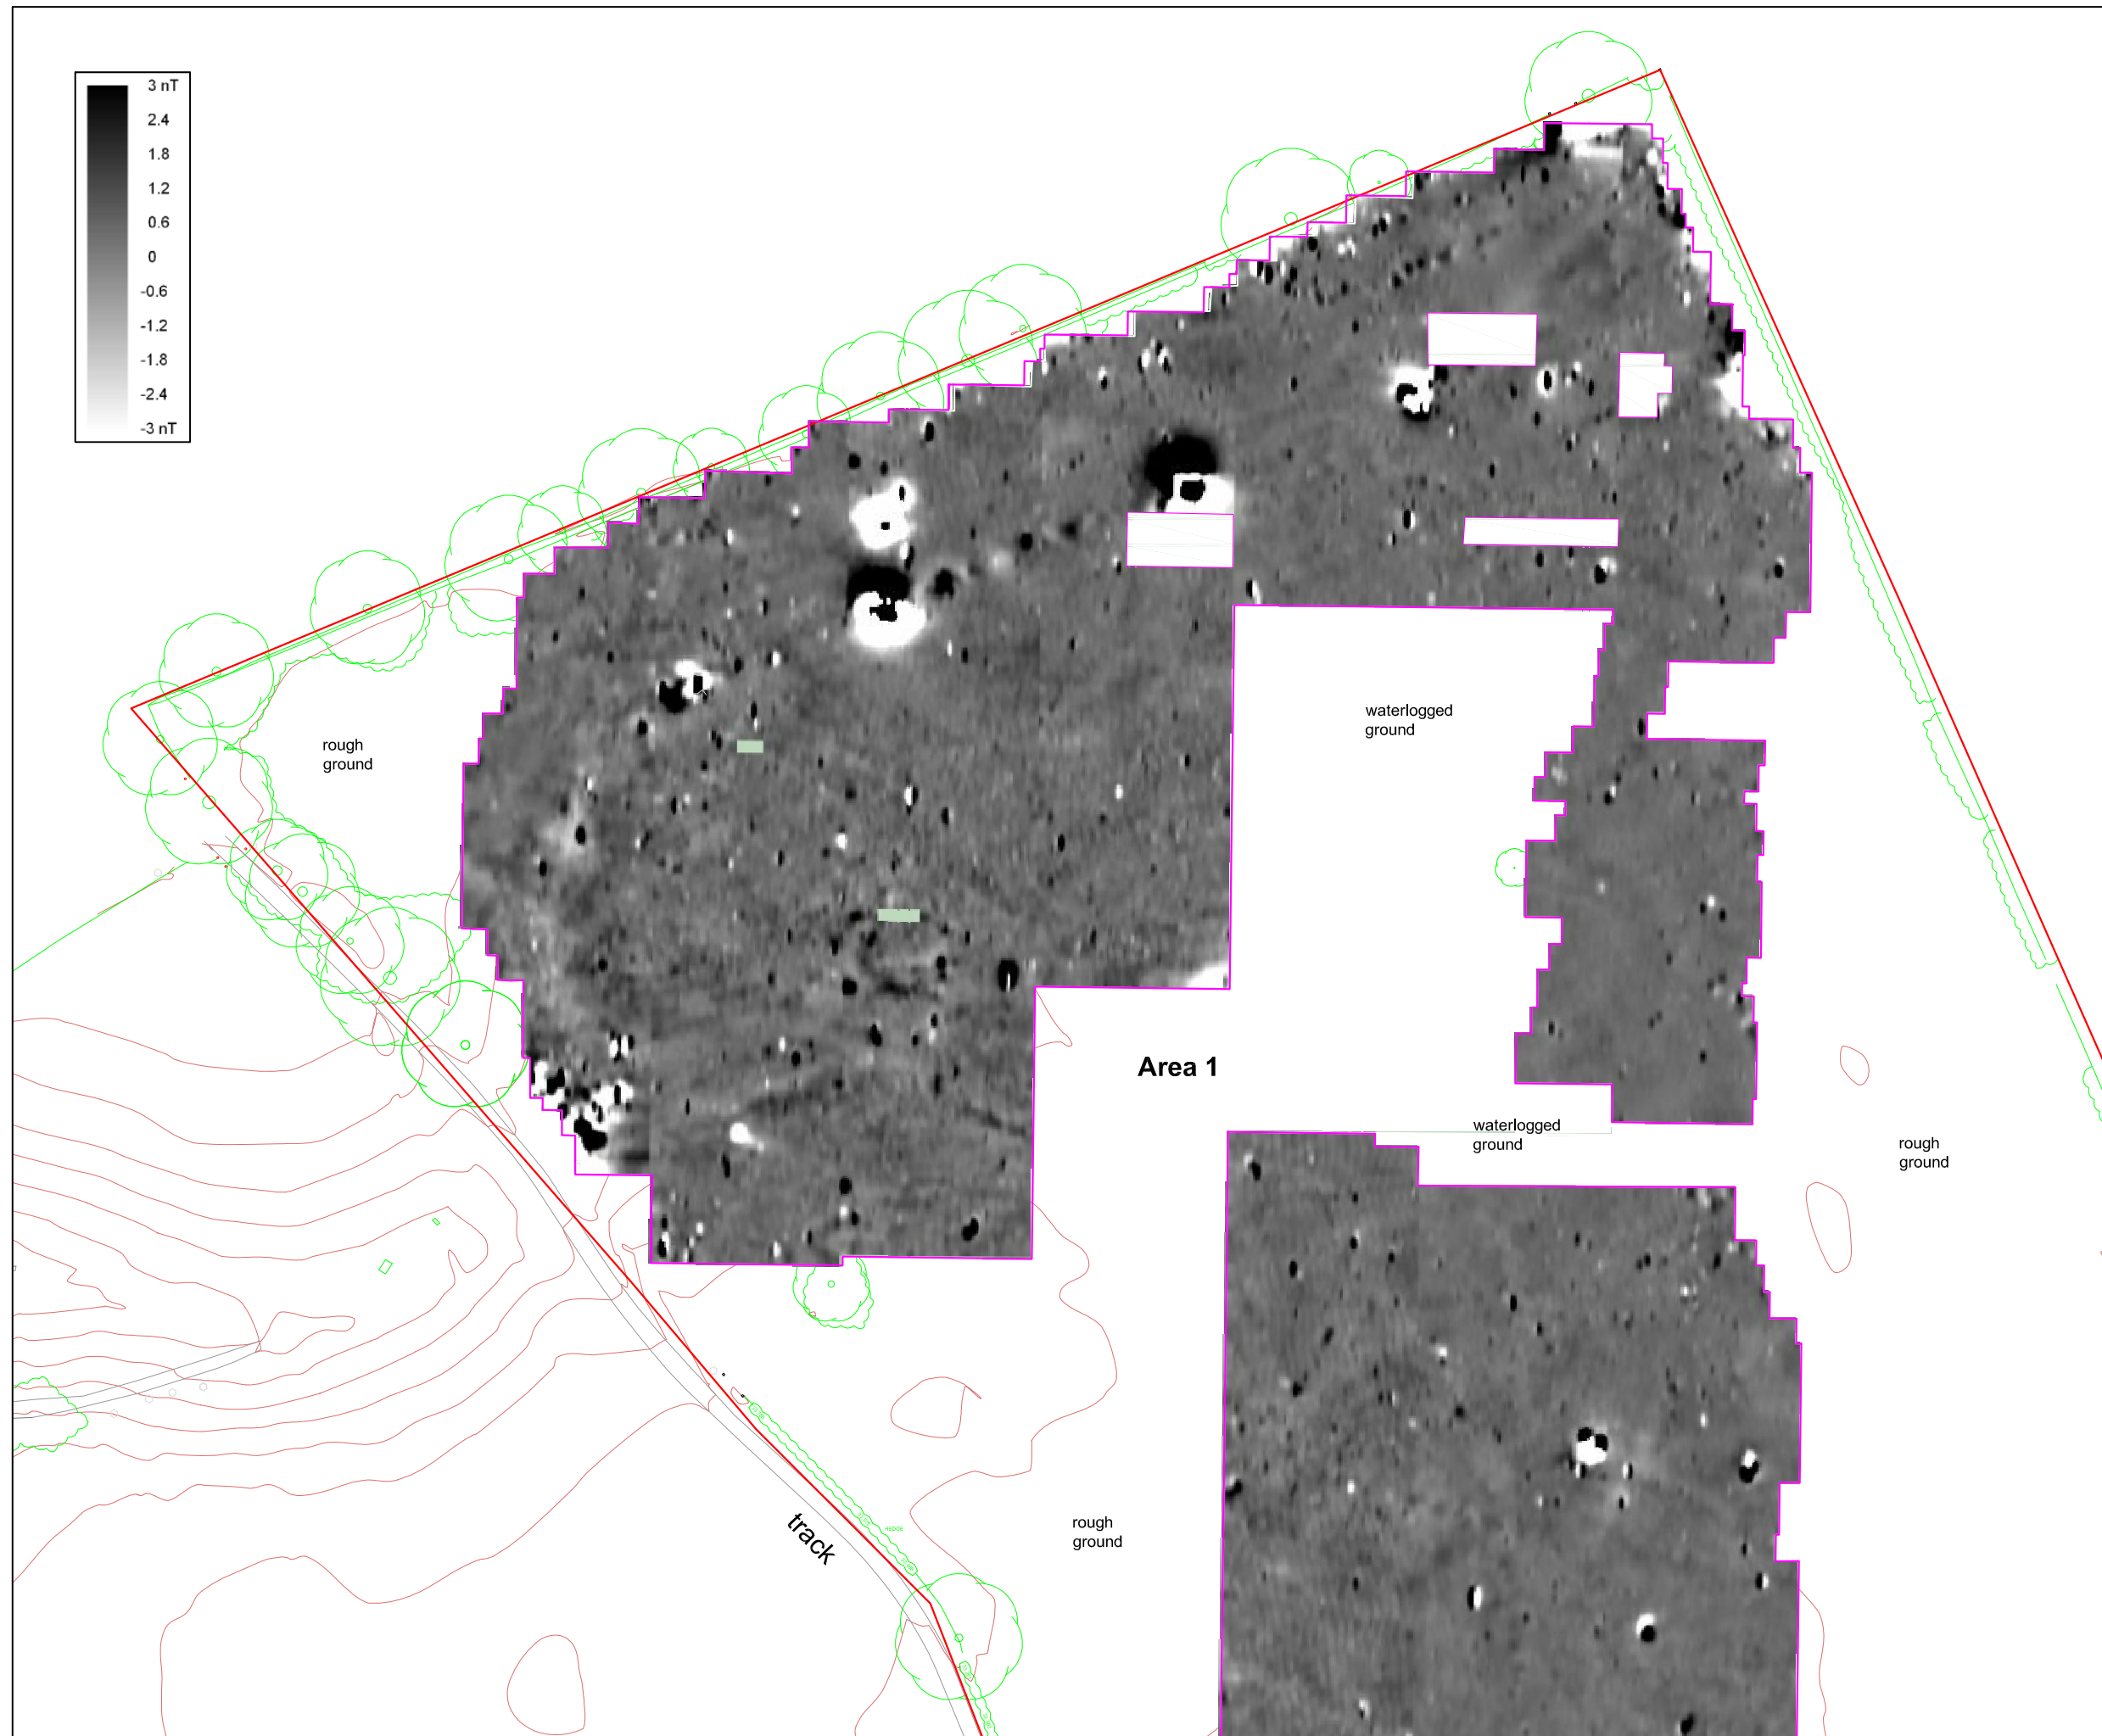 3 nT
2.4
1.8
1.2
0.6
0
-0.6
-1.2
-1.8
-2.4
-3 nT
waterlogged
ground
rough
ground
Area 1
waterlogged
ground
rough
ground
rough
ground
track
HEDGE